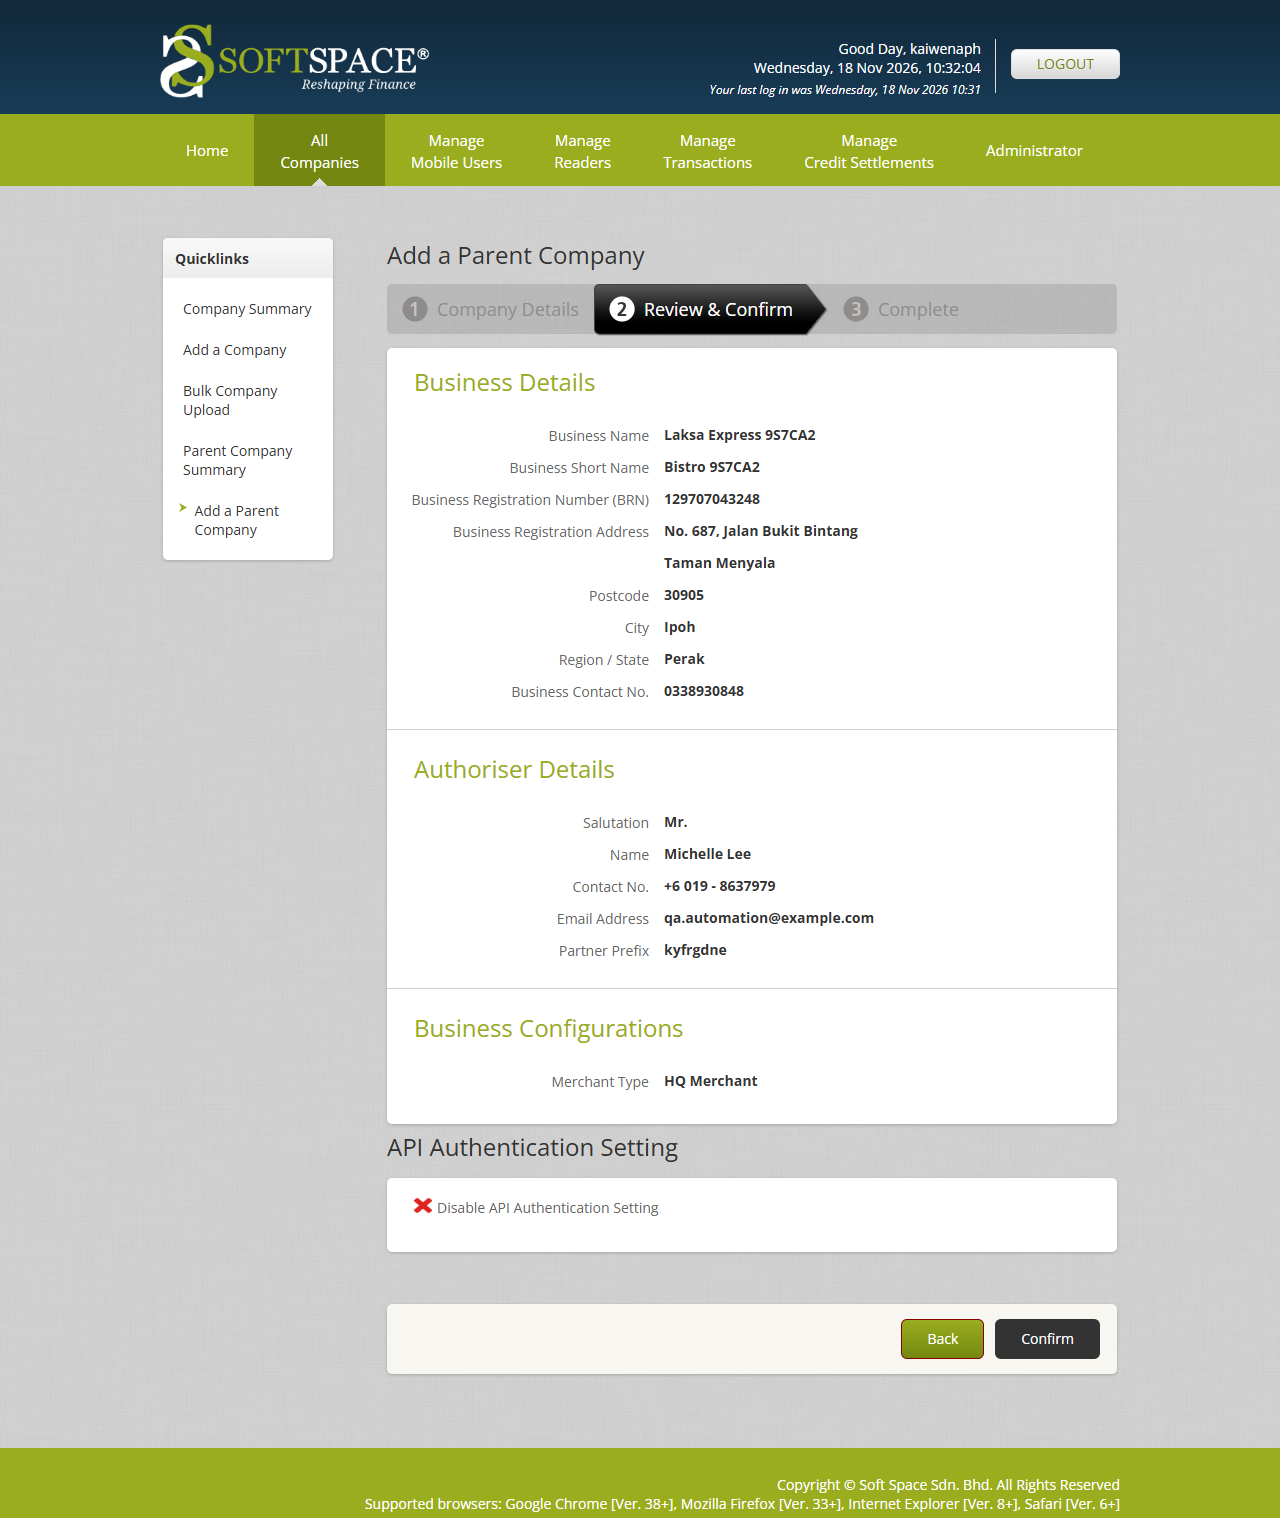 SOFTSPACE®
Reshaping Finance
Good Day, kaiwenaph
Wednesday, 18 Nov 2026, 10:32:04
Your last log in was Wednesday, 18 Nov 2026 10:31
LOGOUT
Home
All
Companies
Manage
Mobile Users
Manage
Readers
Manage
Transactions
Manage
Credit Settlements
Administrator
Quicklinks
Company Summary
Add a Company
Bulk Company
Upload
Parent Company
Summary
Add a Parent
Company
Add a Parent Company
1 Company Details
2 Review & Confirm
3 Complete
Business Details
Business Name Laksa Express 9S7CA2
Business Short Name Bistro 9S7CA2
Business Registration Number (BRN) 129707043248
Business Registration Address No. 687, Jalan Bukit Bintang
Taman Menyala
Postcode 30905
City Ipoh
Region / State Perak
Business Contact No. 0338930848
Authoriser Details
Salutation Mr.
Name Michelle Lee
Contact No. +6 019 - 8637979
Email Address qa.automation@example.com
Partner Prefix kyfrgdne
Business Configurations
Merchant Type HQ Merchant
API Authentication Setting
Disable API Authentication Setting
Back
Confirm
Copyright © Soft Space Sdn. Bhd. All Rights Reserved
Supported browsers: Google Chrome [Ver. 38+], Mozilla Firefox [Ver. 33+], Internet Explorer [Ver. 8+], Safari [Ver. 6+]